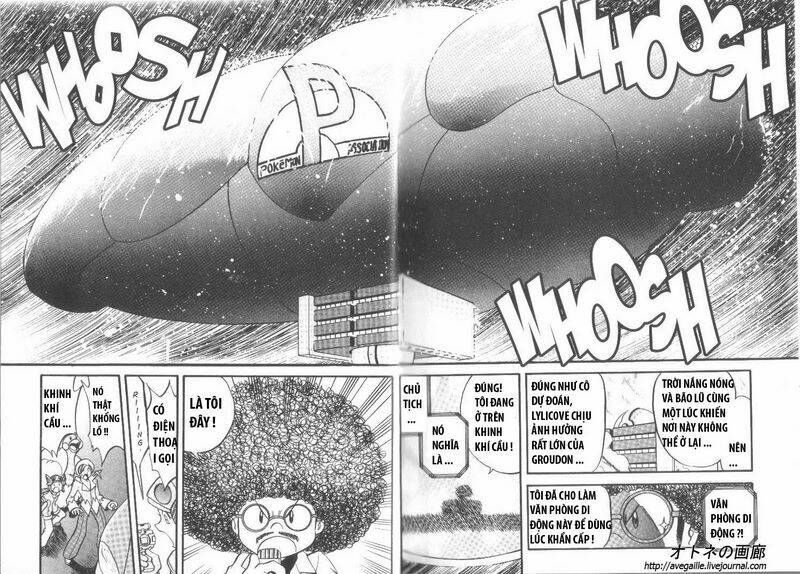 WHOOSH
WHOOSH
WHOOSH
POKéMON
P
ASSOCIATION
KHINH
KHÍ
CẦU ...
NÓ
THẬT
KHỔNG
LỒ !!
RIIIING
CÓ
ĐIỆN
THOẠ
I GỌI
LÀ TÔI
ĐÂY !
CHỦ
TỊCH
...
NÓ
NGHĨA
LÀ ...
ĐÚNG!
TÔI ĐANG
Ở TRÊN
KHINH
KHÍ CẦU !
ĐÚNG NHƯ CÔ
DỰ ĐOÁN,
LYLICOVE CHỊU
ẢNH HƯỞNG
RẤT LỚN CỦA
GROUDON ...
TRỜI NẮNG NÓNG
VÀ BÃO LŨ CÙNG
MỘT LÚC KHIẾN
NƠI NÀY KHÔNG
THỂ Ở LẠI ...
NÊN
...
TÔI ĐÃ CHO LÀM
VĂN PHÒNG DI
ĐỘNG NÀY ĐỂ DÙNG
LÚC KHẨN CẤP !
VĂN
PHÒNG DI
ĐỘNG ?!
オトネの画廊
http://avegaille.livejournal.com